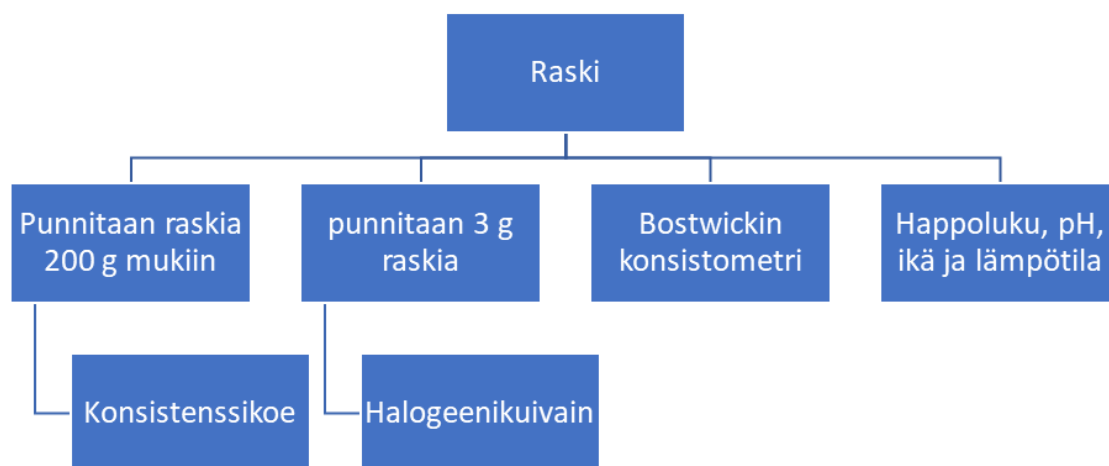 Raski
Punnitaan raskia
200 g mukiin
punnitaan 3 g
raskia
Bostwickin
konsistometri
Happoluku, pH,
ikä ja lämpötila
Konsistenssikoe
Halogeenikuivain